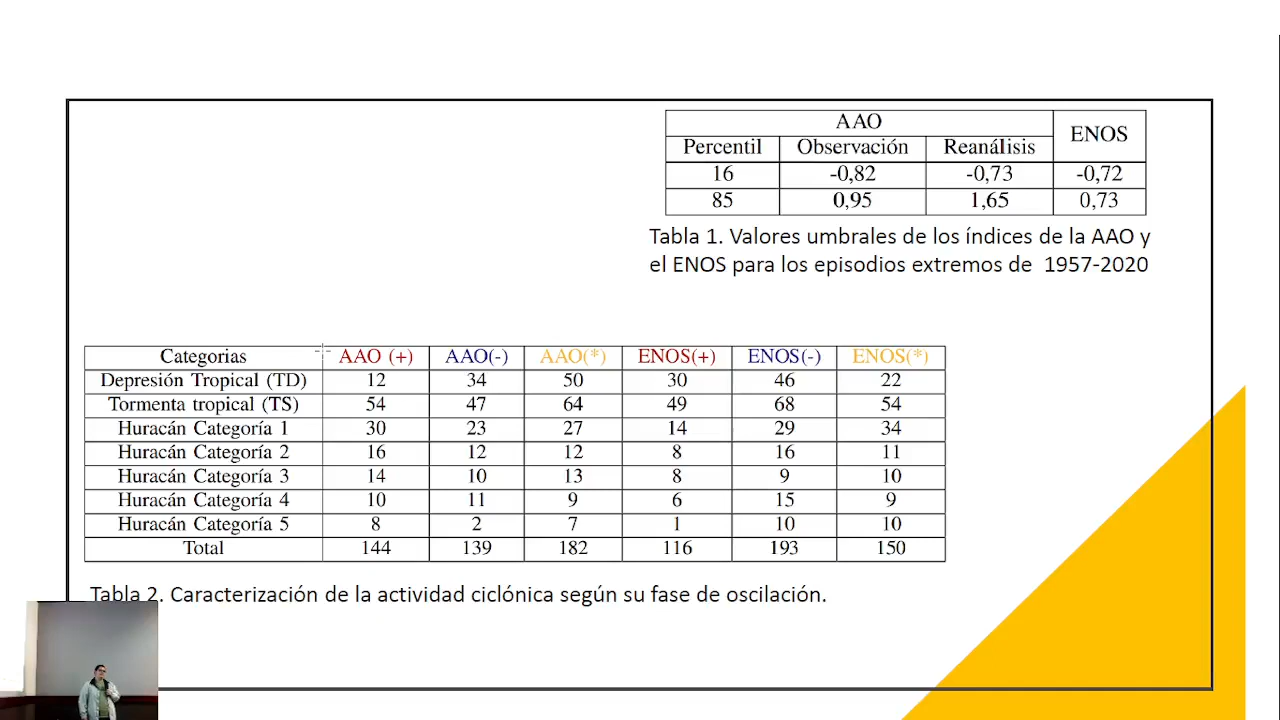 AAO ENOS
Percentil Observación Reanálisis
16 -0,82 -0,73 -0,72
85 0,95 1,65 0,73
Tabla 1. Valores umbrales de los índices de la AAO y
el ENOS para los episodios extremos de 1957-2020
Categorias AAO (+) AAO(-) AAO(*) ENOS(+) ENOS(-) ENOS(*)
Depresión Tropical (TD) 12 34 50 30 46 22
Tormenta tropical (TS) 54 47 64 49 68 54
Huracán Categoría 1 30 23 27 14 29 34
Huracán Categoría 2 16 12 12 8 16 11
Huracán Categoría 3 14 10 13 8 9 10
Huracán Categoría 4 10 11 9 6 15 9
Huracán Categoría 5 8 2 7 1 10 10
Total 144 139 182 116 193 150
Tabla 2. Caracterización de la actividad ciclónica según su fase de oscilación.